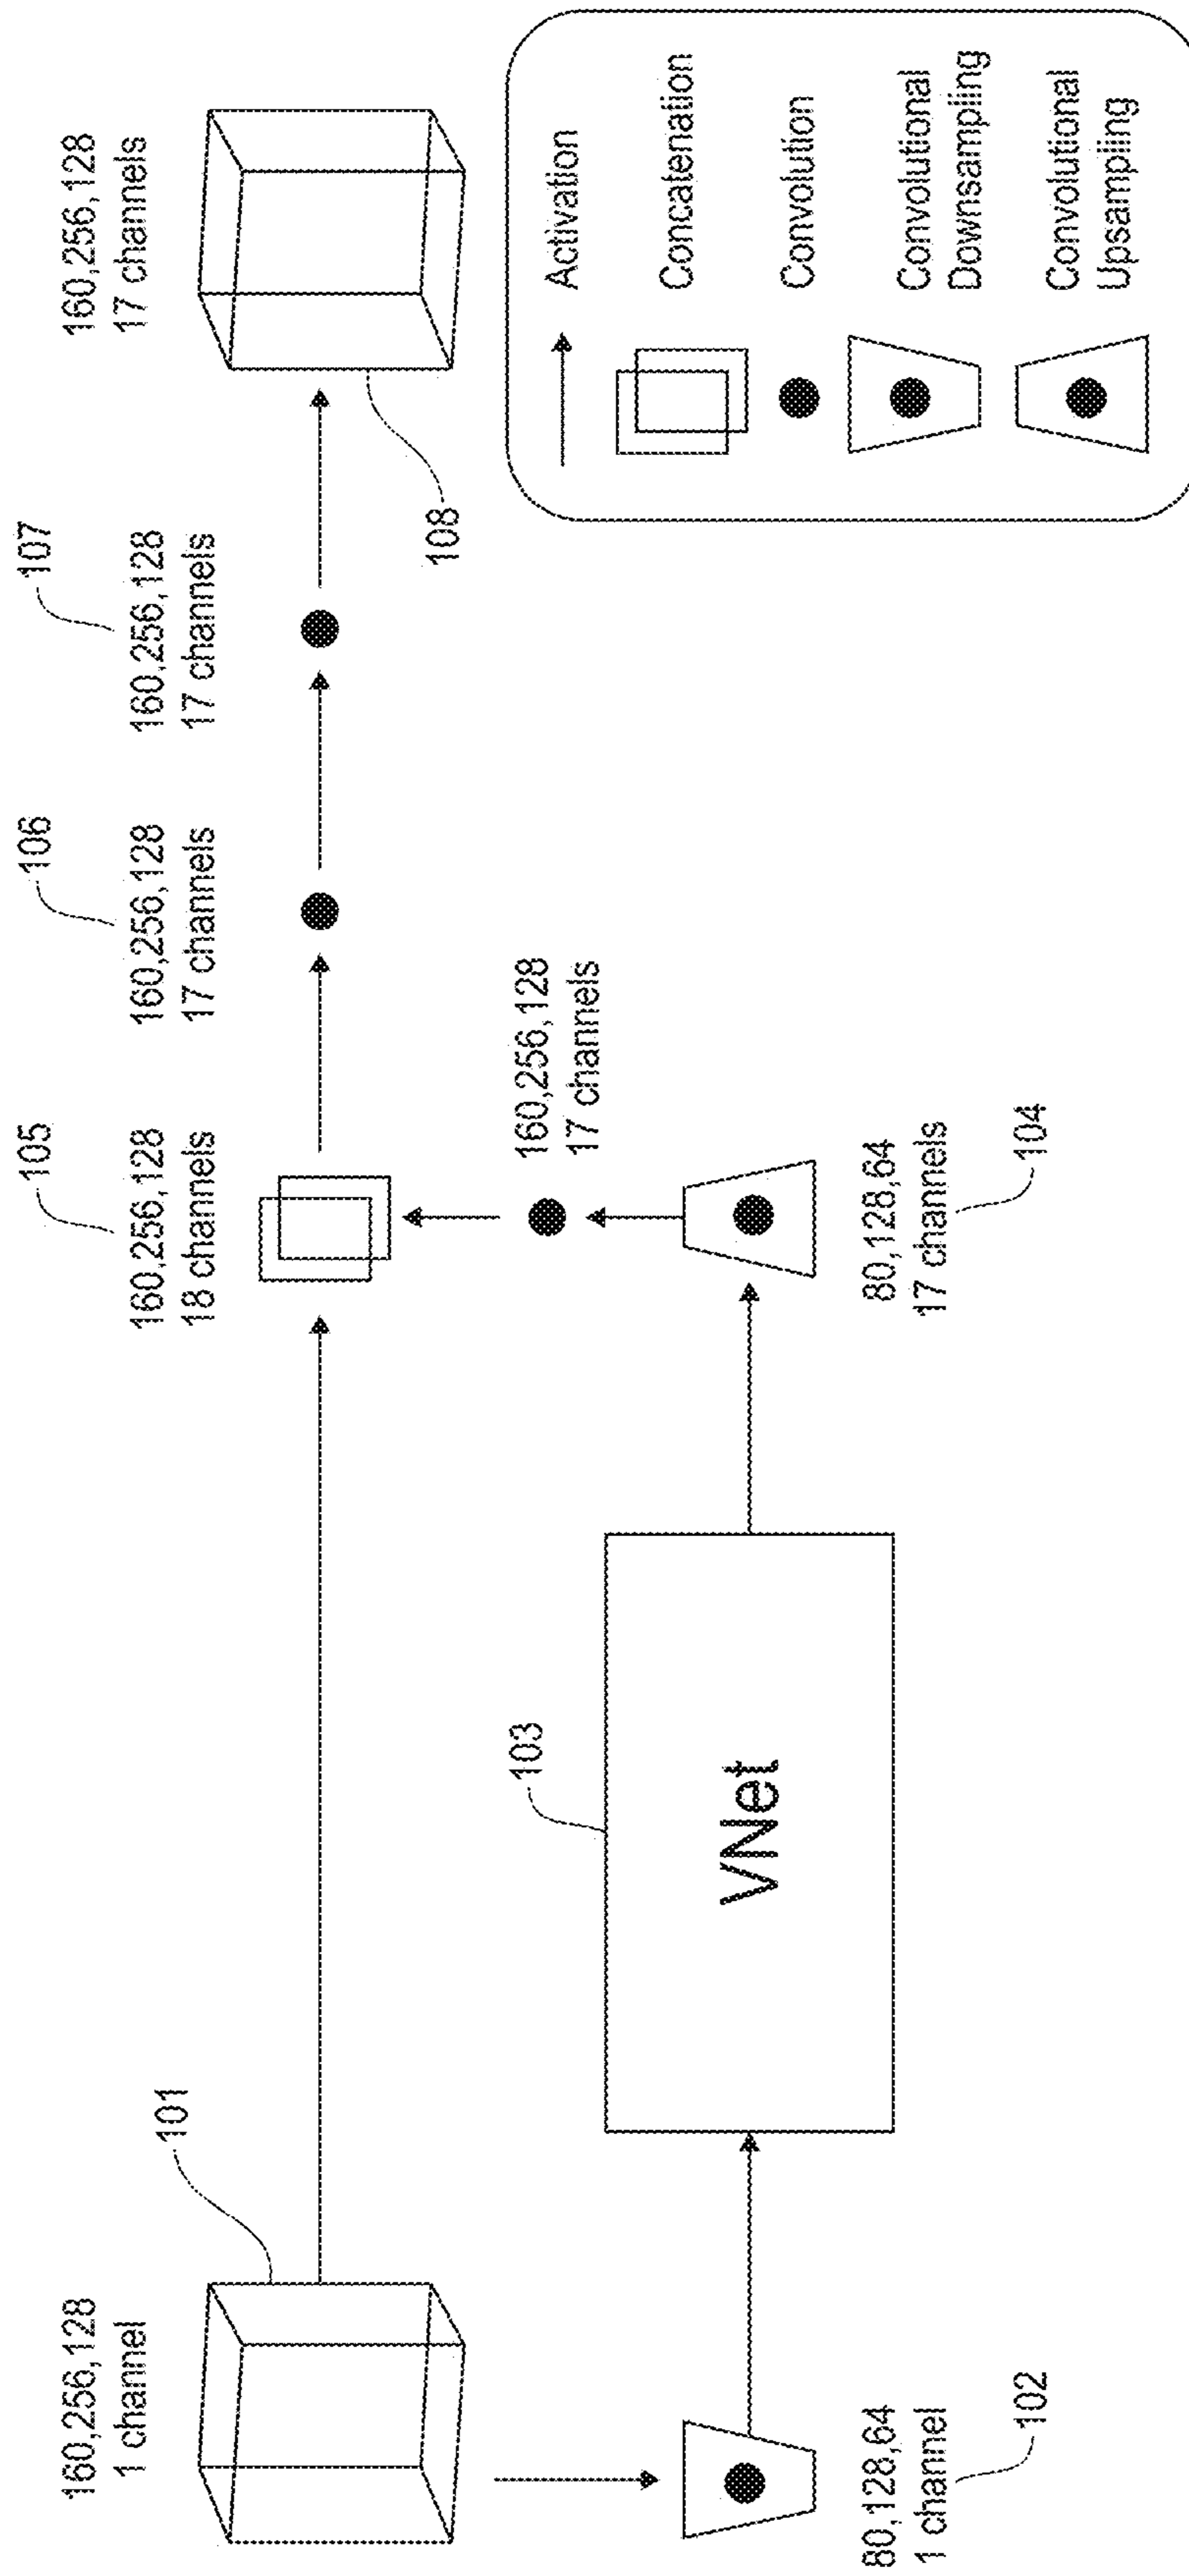 160,256,128
1 channel
101
80,128,64
1 channel
102
103
VNet
160,256,128
18 channels
105
160,256,128
17 channels
80,128,64
17 channels
104
160,256,128
17 channels
106
160,256,128
17 channels
107
160,256,128
17 channels
108
Activation
Concatenation
Convolution
Convolutional
Downsampling
Convolutional
Upsampling